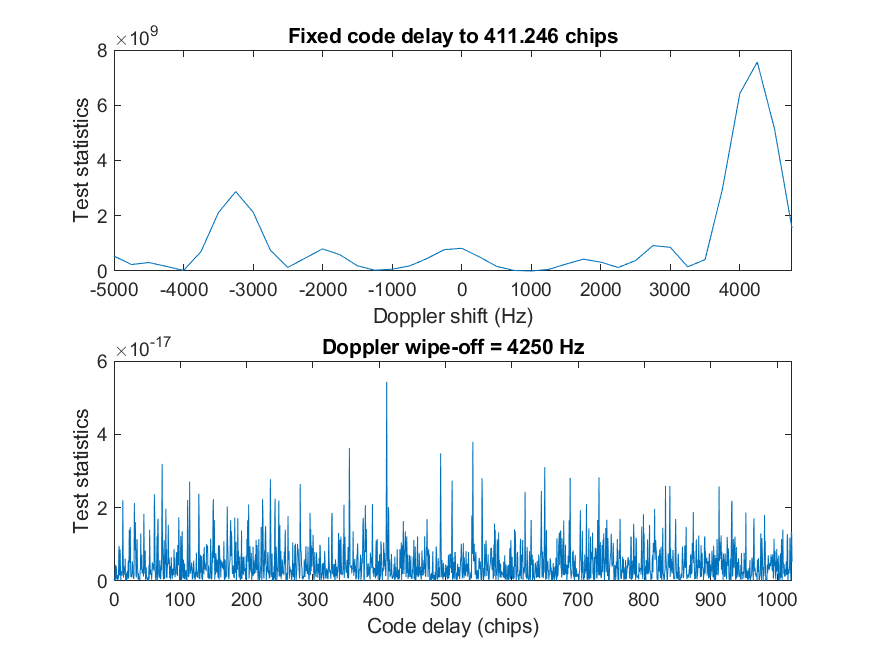 ×10^9
Fixed code delay to 411.246 chips
8
6
4
2
0
Test statistics
-5000 -4000 -3000 -2000 -1000 0 1000 2000 3000 4000
Doppler shift (Hz)
×10^-17
Doppler wipe-off = 4250 Hz
6
4
2
0
Test statistics
0 100 200 300 400 500 600 700 800 900 1000
Code delay (chips)